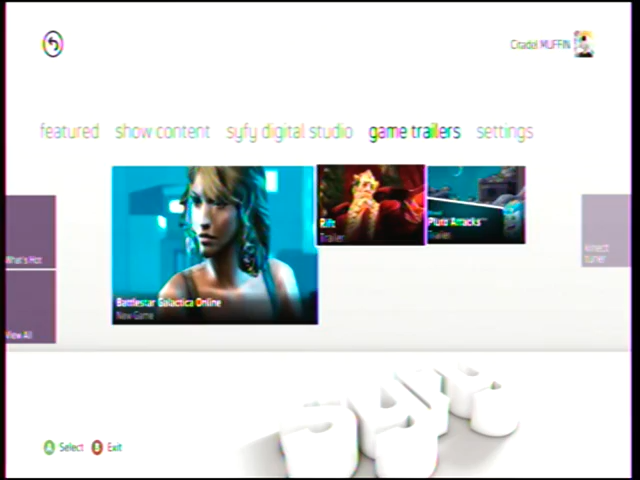 Citadel MUFFIN
featured show content syfy digital studio game trailers settings
What's Hot
View All
Battlestar Galactica Online
New Game
Rift
Trailer
Pluto Attacks
Trailer
kinect
tuner
A Select B Exit